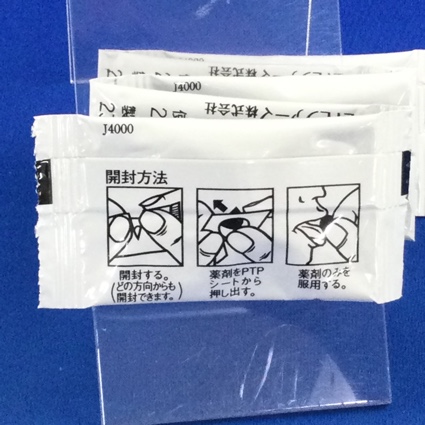 J4000
J4000
開封方法
開封する。
(どの方向からも
開封できます。)
薬剤をPTP
シートから
押し出す。
薬剤のみを
服用する。